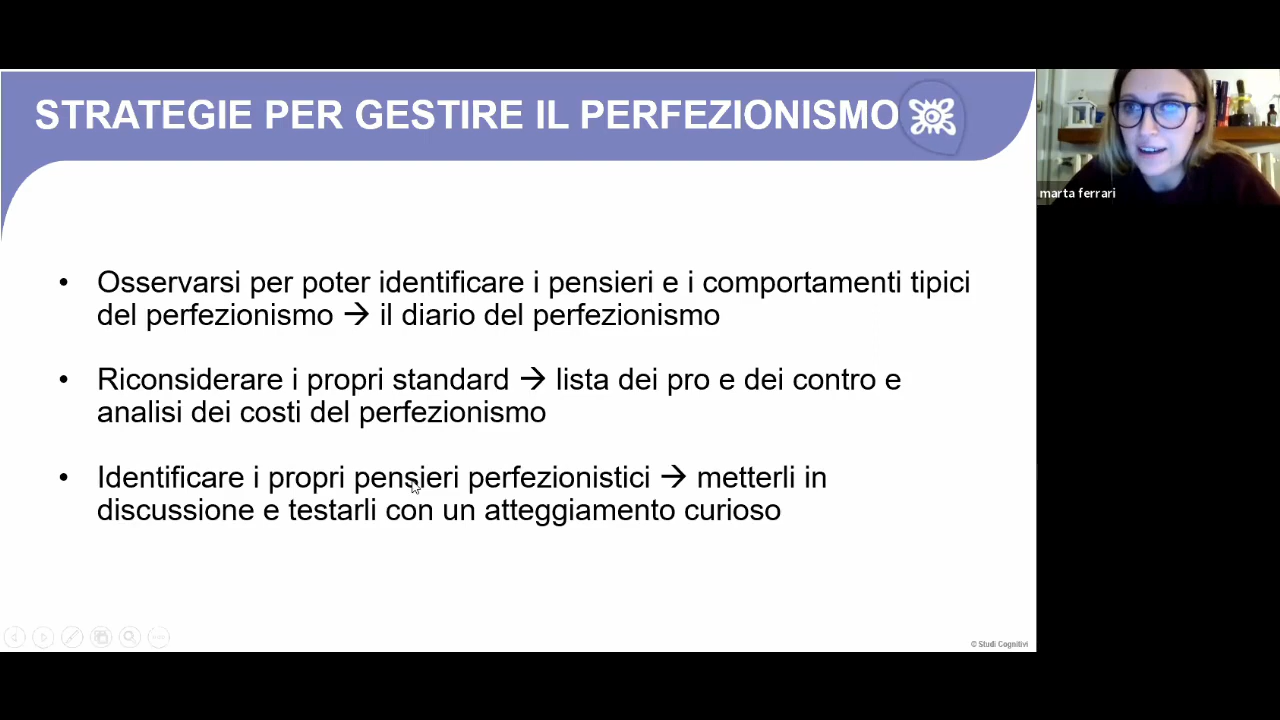 STRATEGIE PER GESTIRE IL PERFEZIONISMO
marta ferrari
• Osservarsi per poter identificare i pensieri e i comportamenti tipici
del perfezionismo → il diario del perfezionismo
• Riconsiderare i propri standard → lista dei pro e dei contro e
analisi dei costi del perfezionismo
• Identificare i propri pensieri perfezionistici → metterli in
discussione e testarli con un atteggiamento curioso
© Studi Cognitivi